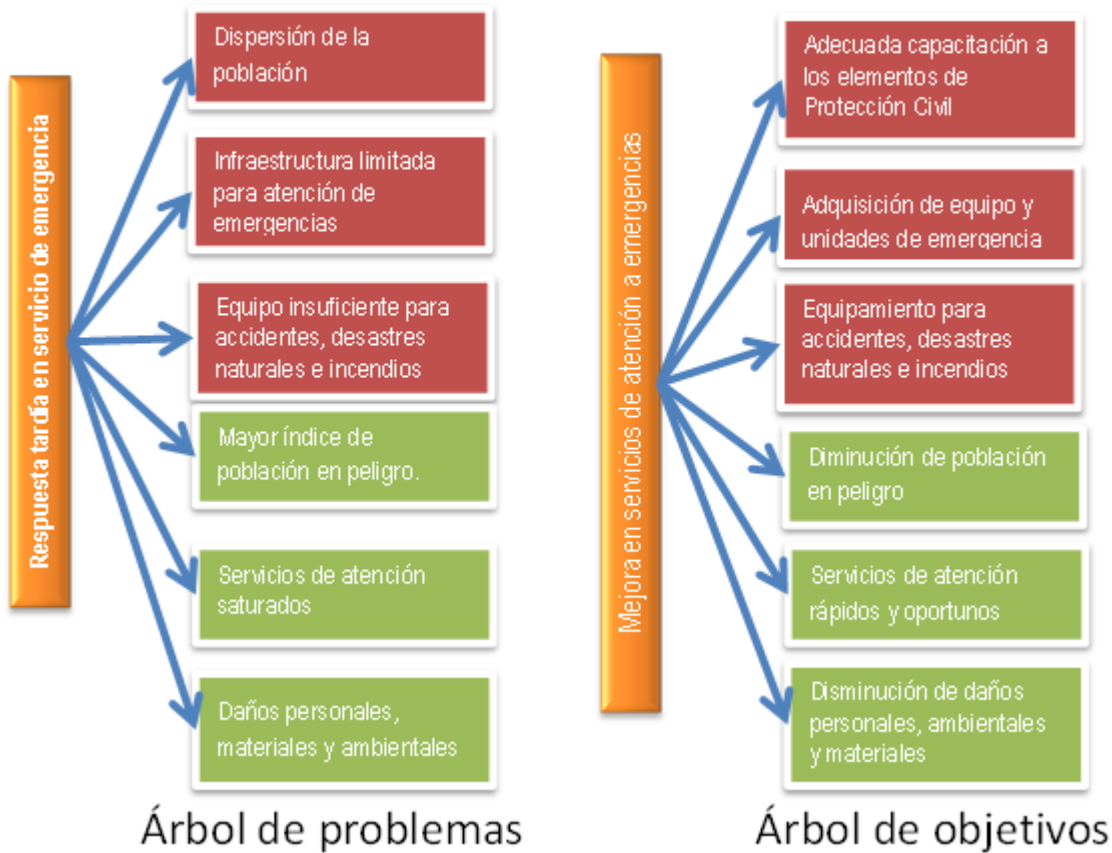 Respuesta tardía en servicio de emergencia
Dispersión de la
población
Infraestructura limitada
para atención de
emergencias
Equipo insuficiente para
accidentes, desastres
naturales e incendios
Mayor índice de
población en peligro.
Servicios de atención
saturados
Daños personales,
materiales y ambientales
Árbol de problemas
Mejora en servicios de atención a emergencias
Adecuada capacitación a
los elementos de
Protección Civil
Adquisición de equipo y
unidades de emergencia
Equipamiento para
accidentes, desastres
naturales e incendios
Diminución de población
en peligro
Servicios de atención
rápidos y oportunos
Disminución de daños
personales, ambientales
y materiales
Árbol de objetivos